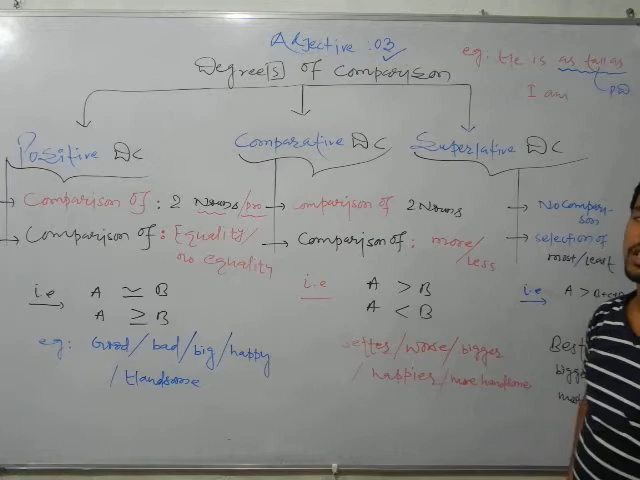 Adjective : 03
Degree[s] of Comparison
eg: He is as tall as
I am
Positive DC
Comparative DC
Superlative DC
→ Comparison of : 2 Nouns/pro
→ Comparison of : Equality/
no equality
i.e A ≃ B
A ≥ B
eg: Good/bad/big/happy
/Handsome
→ comparison of 2 Nouns
→ Comparison of : more/
less
i.e A > B
A < B
/worse/bigger
/happier/more handsome
→ No Compari-
son
→ selection of
most/least
i.e A > B+C
Best
bigge
most